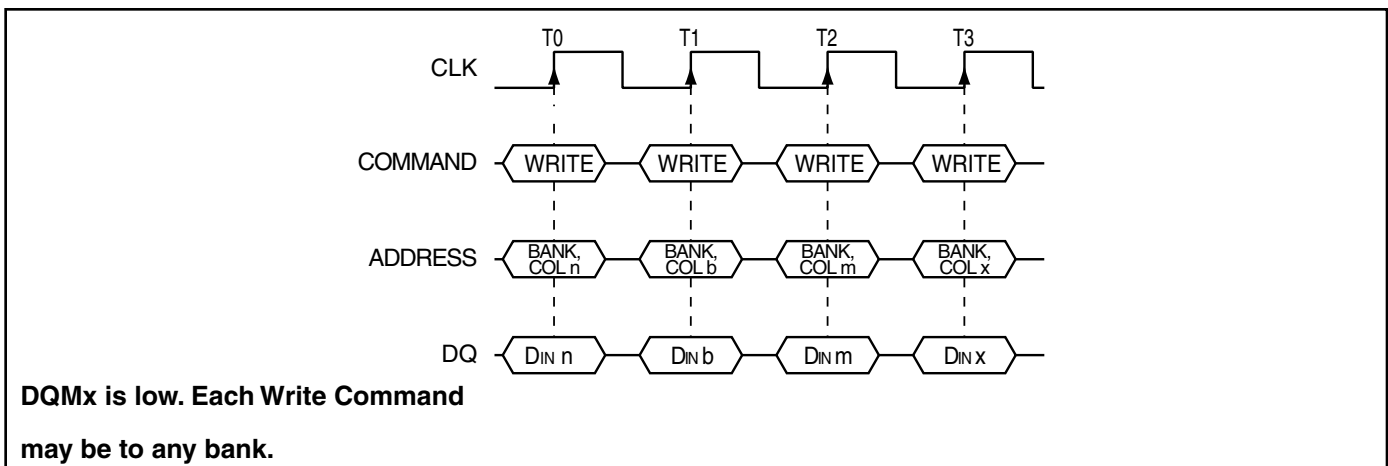 T0 T1 T2 T3
CLK
COMMAND WRITE WRITE WRITE WRITE
ADDRESS BANK, COL n BANK, COL b BANK, COL m BANK, COL x
DQ DIN n DIN b DIN m DIN x
DQMx is low. Each Write Command
may be to any bank.